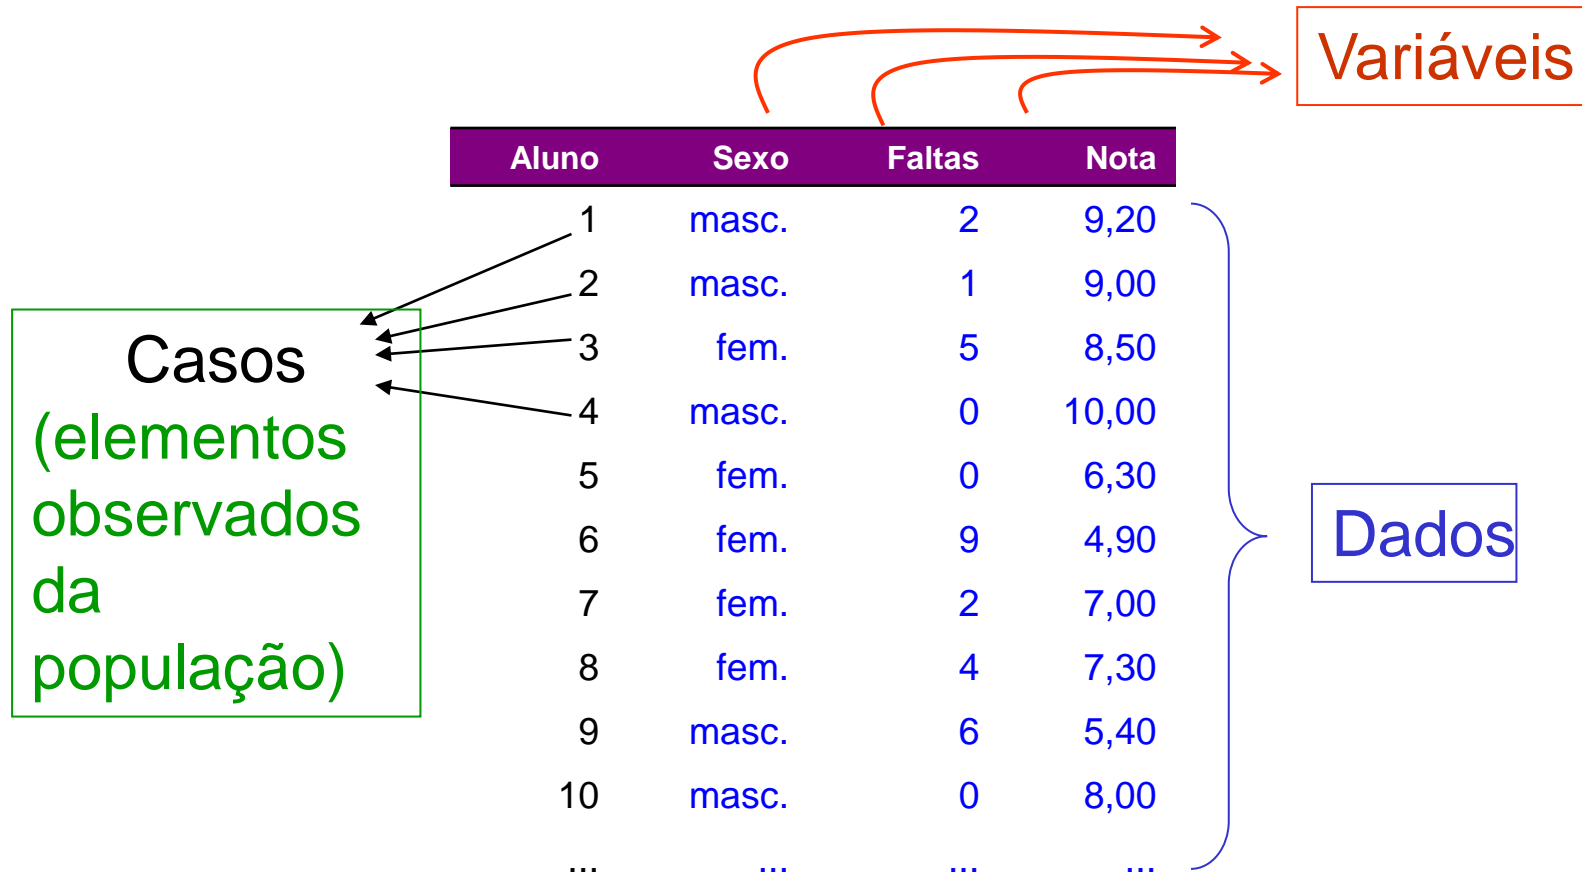 Variáveis
Aluno Sexo Faltas Nota
1 masc. 2 9,20
2 masc. 1 9,00
3 fem. 5 8,50
4 masc. 0 10,00
5 fem. 0 6,30
6 fem. 9 4,90
7 fem. 2 7,00
8 fem. 4 7,30
9 masc. 6 5,40
10 masc. 0 8,00
... ... ... ...
Casos
(elementos
observados
da
população)
Dados